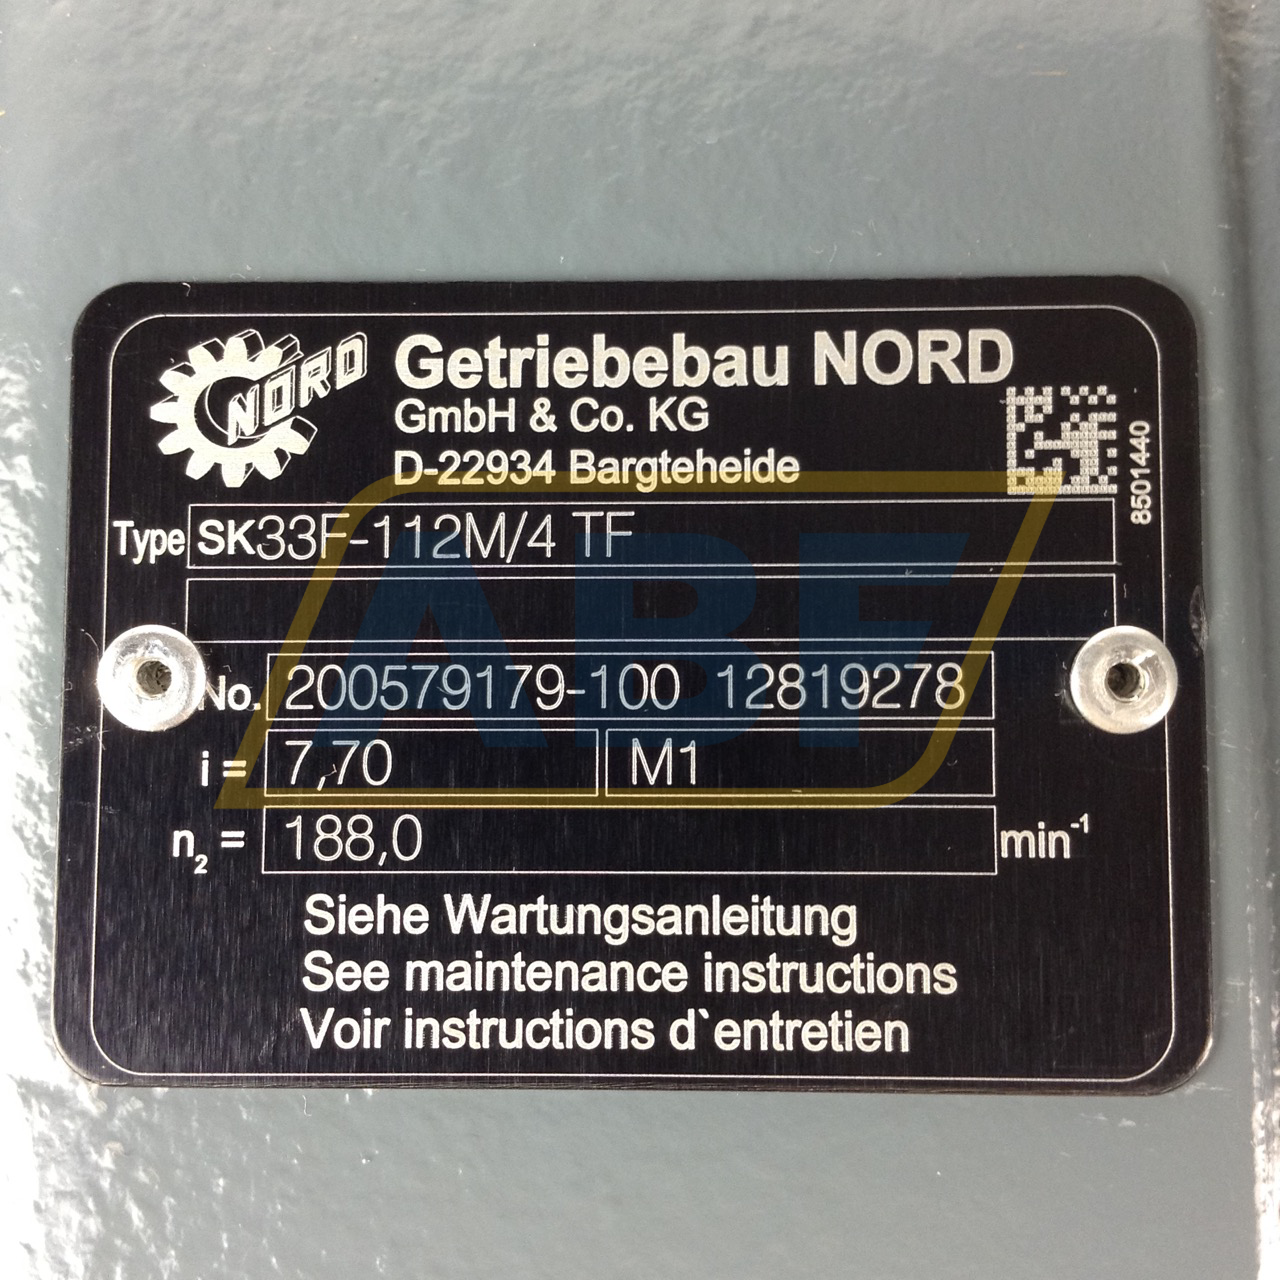 NORD
Getriebebau NORD
GmbH & Co. KG
D-22934 Bargteheide
8501440
Type SK33F-112M/4 TF
No. 200579179-100 12819278
i = 7,70 M1
n2 = 188,0 min-1
Siehe Wartungsanleitung
See maintenance instructions
Voir instructions d`entretien
ABF